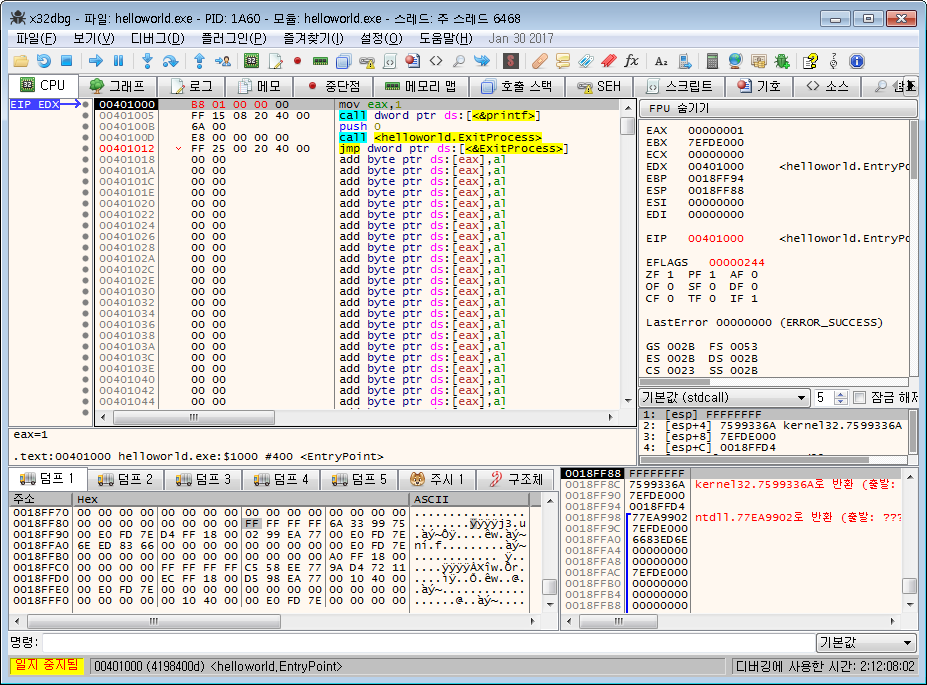 x32dbg - 파일: helloworld.exe - PID: 1A60 - 모듈: helloworld.exe - 스레드: 주 스레드 6468
파일(F) 보기(V) 디버그(D) 플러그인(P) 즐겨찾기(I) 설정(O) 도움말(H) Jan 30 2017
CPU 그래프 로그 메모 중단점 메모리 맵 호출 스택 SEH 스크립트 기호 소스
EIP EDX 00401000 B8 01 00 00 00 mov eax,1
00401005 FF 15 08 20 40 00 call dword ptr ds:[<&printf>]
0040100B 6A 00 push 0
0040100D E8 00 00 00 00 call <helloworld.ExitProcess>
00401012 FF 25 00 20 40 00 jmp dword ptr ds:[<&ExitProcess>]
00401018 00 00 add byte ptr ds:[eax],al
0040101A 00 00 add byte ptr ds:[eax],al
0040101C 00 00 add byte ptr ds:[eax],al
0040101E 00 00 add byte ptr ds:[eax],al
00401020 00 00 add byte ptr ds:[eax],al
00401022 00 00 add byte ptr ds:[eax],al
00401024 00 00 add byte ptr ds:[eax],al
00401026 00 00 add byte ptr ds:[eax],al
00401028 00 00 add byte ptr ds:[eax],al
0040102A 00 00 add byte ptr ds:[eax],al
0040102C 00 00 add byte ptr ds:[eax],al
0040102E 00 00 add byte ptr ds:[eax],al
00401030 00 00 add byte ptr ds:[eax],al
00401032 00 00 add byte ptr ds:[eax],al
00401034 00 00 add byte ptr ds:[eax],al
00401036 00 00 add byte ptr ds:[eax],al
00401038 00 00 add byte ptr ds:[eax],al
0040103A 00 00 add byte ptr ds:[eax],al
0040103C 00 00 add byte ptr ds:[eax],al
0040103E 00 00 add byte ptr ds:[eax],al
00401040 00 00 add byte ptr ds:[eax],al
00401042 00 00 add byte ptr ds:[eax],al
00401044 00 00 add byte ptr ds:[eax],al
FPU 숨기기
EAX 00000001
EBX 7EFDE000
ECX 00000000
EDX 00401000 <helloworld.EntryPo
EBP 0018FF94
ESP 0018FF88
ESI 00000000
EDI 00000000
EIP 00401000 <helloworld.EntryPo
EFLAGS 00000244
ZF 1 PF 1 AF 0
OF 0 SF 0 DF 0
CF 0 TF 0 IF 1
LastError 00000000 (ERROR_SUCCESS)
GS 002B FS 0053
ES 002B DS 002B
CS 0023 SS 002B
기본값 (stdcall) 5 잠금 해제
1: [esp] FFFFFFFF
2: [esp+4] 7599336A kernel32.7599336A
3: [esp+8] 7EFDE000
4: [esp+C] 0018FFD4
eax=1
.text:00401000 helloworld.exe:$1000 #400 <EntryPoint>
덤프 1 덤프 2 덤프 3 덤프 4 덤프 5 주시 1 구조체
주소 Hex ASCII
0018FF70 00 00 00 00 00 00 00 00 00 00 00 00 00 00 00 00 ................
0018FF80 00 00 00 00 00 00 00 00 FF FF FF FF 6A 33 99 75 ........ÿÿÿÿj3.u
0018FF90 00 E0 FD 7E D4 FF 18 00 02 99 EA 77 00 E0 FD 7E .àý~Ôÿ....êw.àý~
0018FFA0 6E ED 83 66 00 00 00 00 00 00 00 00 00 E0 FD 7E ní.f.........àý~
0018FFB0 00 00 00 00 00 00 00 00 00 00 00 00 A0 FF 18 00 ............ ÿ..
0018FFC0 00 00 00 00 FF FF FF FF C5 58 EE 77 9A D4 72 11 ....ÿÿÿÿÅXîw.Ôr.
0018FFD0 00 00 00 00 EC FF 18 00 D5 98 EA 77 00 10 40 00 ....ìÿ..Õ.êw..@.
0018FFE0 00 E0 FD 7E 00 00 00 00 00 00 00 00 00 00 00 00 .àý~............
0018FFF0 00 00 00 00 00 10 40 00 00 E0 FD 7E 00 00 00 00 ......@..àý~....
0018FF88 FFFFFFFF
0018FF8C 7599336A kernel32.7599336A로 반환 (출발:
0018FF90 7EFDE000
0018FF94 0018FFD4
0018FF98 77EA9902 ntdll.77EA9902로 반환 (출발: ???
0018FF9C 7EFDE000
0018FFA0 6683ED6E
0018FFA4 00000000
0018FFA8 00000000
0018FFAC 7EFDE000
0018FFB0 00000000
0018FFB4 00000000
0018FFB8 00000000
명령: 기본값
일시 중지됨 00401000 (4198400d) <helloworld.EntryPoint> 디버깅에 사용한 시간: 2:12:08:02